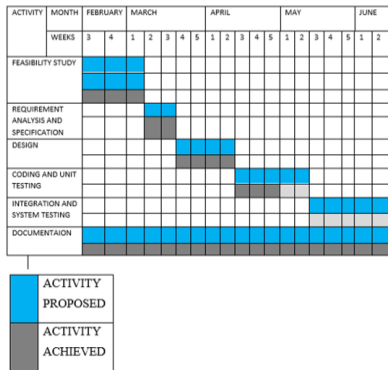 ACTIVITY MONTH FEBRUARY MARCH APRIL MAY JUNE
WEEKS 3 4 1 2 3 4 5 1 2 3 4 5 1 2 3 4 5 1 2
FEASIBILITY STUDY
REQUIREMENT
ANALYSIS AND
SPECIFICATION
DESIGN
CODING AND UNIT
TESTING
INTEGRATION AND
SYSTEM TESTING
DOCUMENTAION
ACTIVITY
PROPOSED
ACTIVITY
ACHIEVED